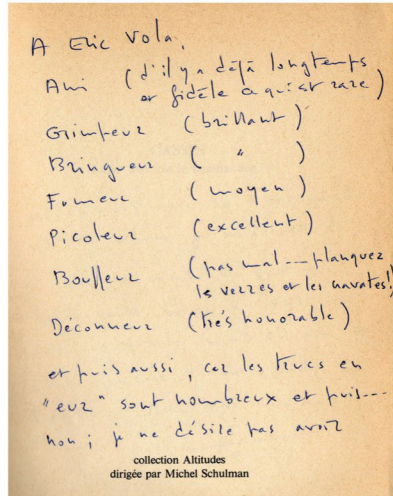 A Eric Vola,
Ami (d'il y a déjà longtemps
et fidèle ce qui est rare)
Grimpeur (brillant)
Bringueur ( " )
Fumeur (moyen)
Picoleur (excellent)
Bouffeur (pas mal --- planquez
les verres et les navates!)
Déconneur (très honorable)
et puis aussi, car les trucs en
"eur" sont nombreux et puis---
non ; je ne désire pas avoir
collection Altitudes
dirigée par Michel Schulman